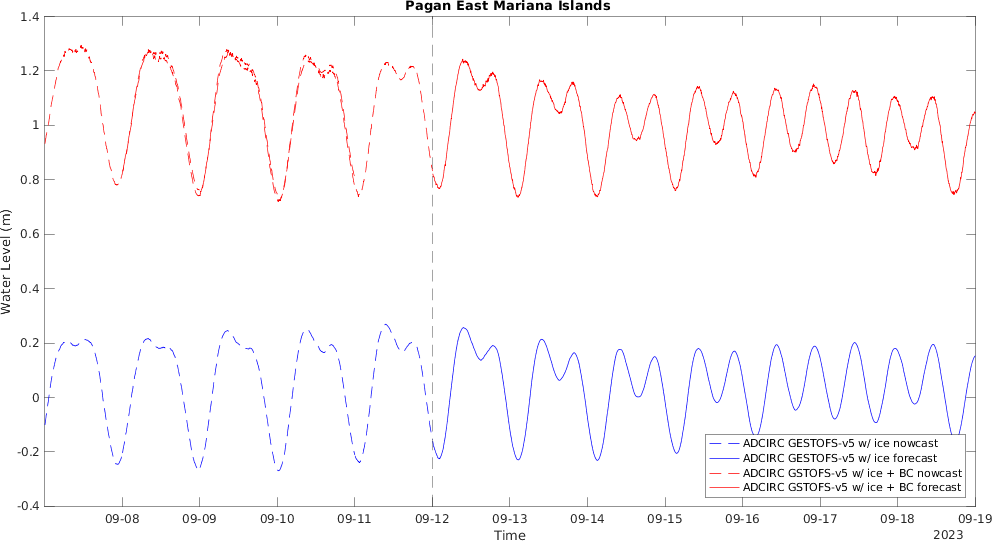 Pagan East Mariana Islands
1.4
1.2
1
0.8
0.6
0.4
0.2
0
-0.2
-0.4
Water Level (m)
ADCIRC GESTOFS-v5 w/ ice nowcast
ADCIRC GESTOFS-v5 w/ ice forecast
ADCIRC GSTOFS-v5 w/ ice + BC nowcast
ADCIRC GSTOFS-v5 w/ ice + BC forecast
09-08 09-09 09-10 09-11 09-12 09-13 09-14 09-15 09-16 09-17 09-18 09-19
Time
2023